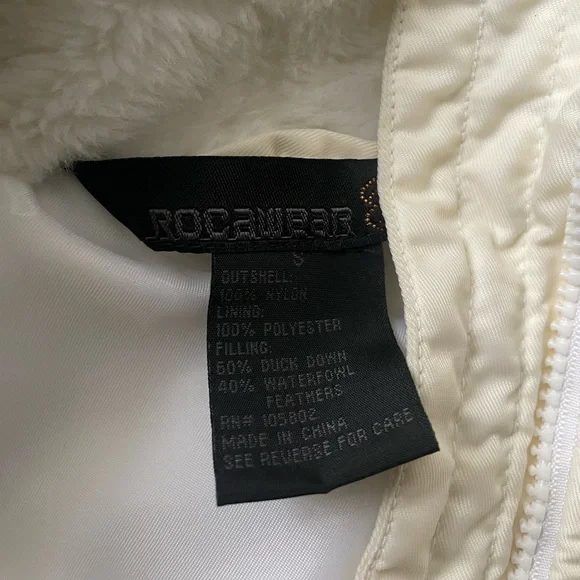 ROCAWEAR
S
OUTSHELL:
100% NYLON
LINING:
100% POLYESTER
FILLING:
60% DUCK DOWN
40% WATERFOWL
FEATHERS
RN# 105802
MADE IN CHINA
SEE REVERSE FOR CARE